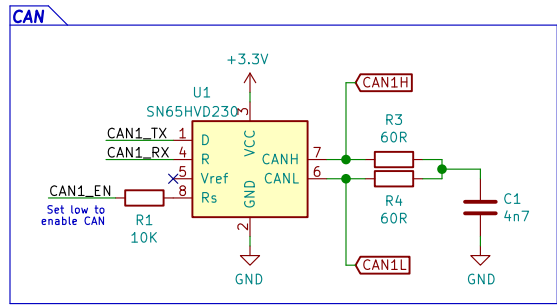 CAN
+3.3V
U1
SN65HVD230
CAN1H
3
VCC
R3
60R
CAN1_TX 1 D
CAN1_RX 4 R CANH 7
5 Vref CANL 6
CAN1_EN 8 Rs
GND
Set low to
enable CAN
R1
10K
R4
60R
C1
4n7
2
GND
CAN1L
GND